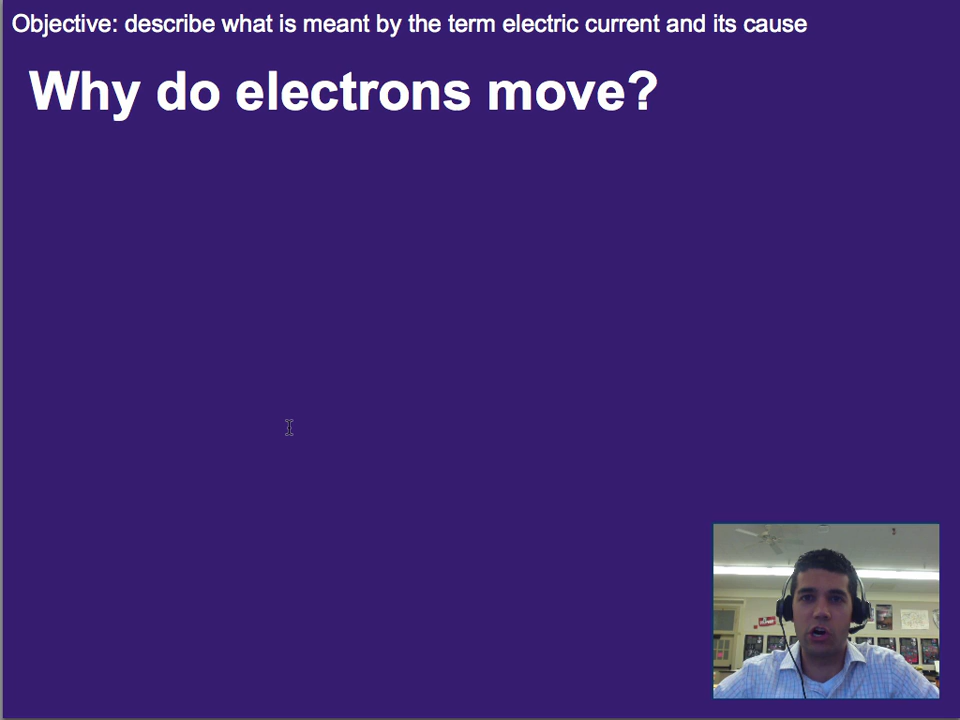 Objective: describe what is meant by the term electric current and its cause
Why do electrons move?